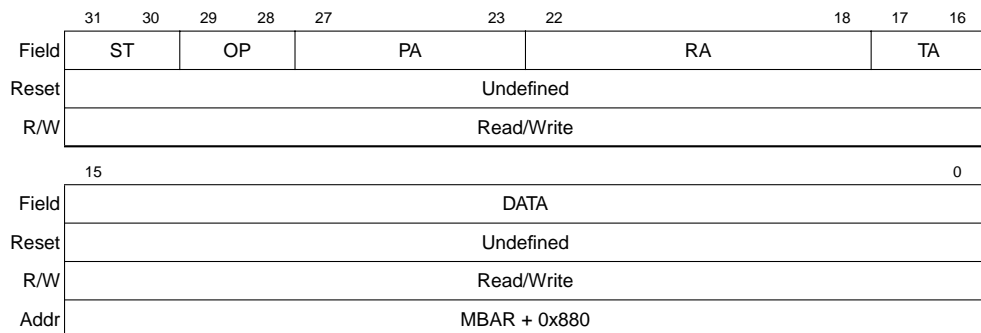 31 30 29 28 27 23 22 18 17 16
Field ST OP PA RA TA
Reset Undefined
R/W Read/Write
15 0
Field DATA
Reset Undefined
R/W Read/Write
Addr MBAR + 0x880